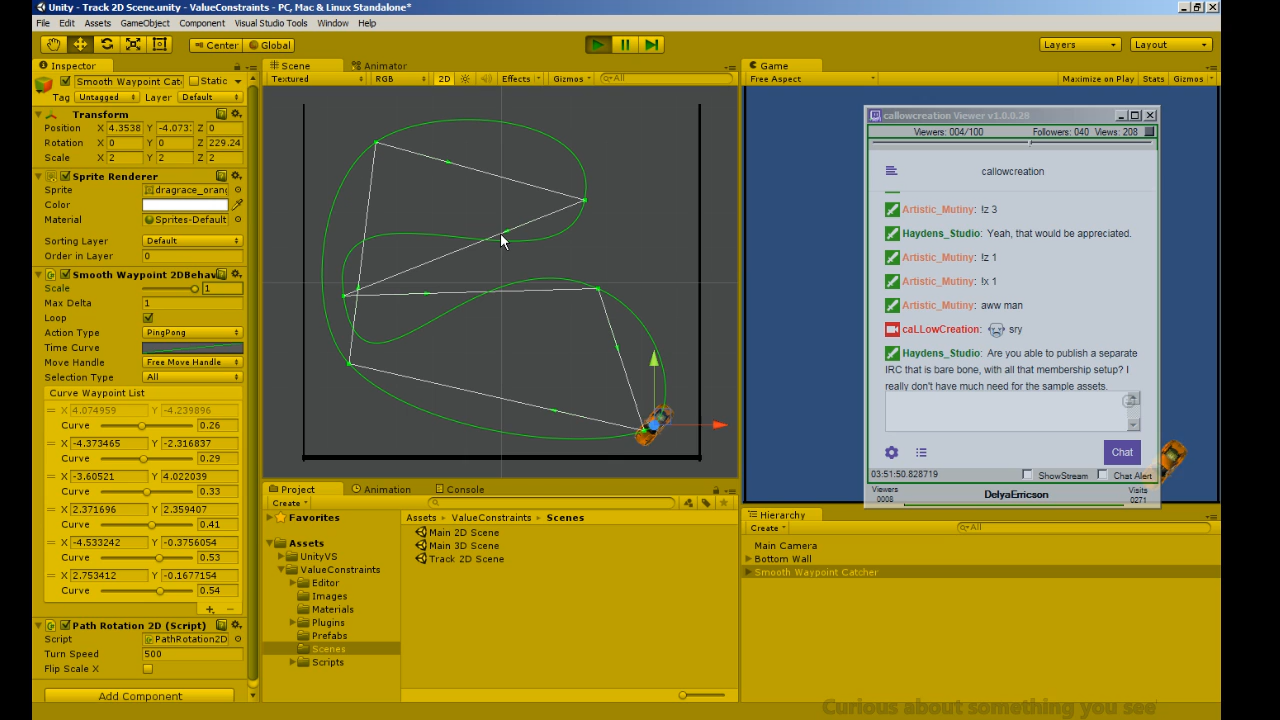 Unity - Track 2D Scene.unity - ValueConstraints - PC, Mac & Linux Standalone*
File Edit Assets GameObject Component Visual Studio Tools Window Help
Center Global Layers Layout
Inspector
Smooth Waypoint Cat Static
Tag Untagged Layer Default
Transform
Position X 4.3538 Y -4.073 Z 0
Rotation X 0 Y 0 Z 229.24
Scale X 2 Y 2 Z 2
Sprite Renderer
Sprite dragrace_oran
Color
Material Sprites-Default
Sorting Layer Default
Order in Layer 0
Smooth Waypoint 2DBehav
Scale 1
Max Delta 1
Loop
Action Type PingPong
Time Curve
Move Handle Free Move Handle
Selection Type All
Curve Waypoint List
X 4.074959 Y -4.239896
Curve 0.26
X -4.373465 Y -2.316837
Curve 0.29
X -3.60521 Y 4.022039
Curve 0.33
X 2.371696 Y 2.359407
Curve 0.41
X -4.533242 Y -0.3756054
Curve 0.53
X 2.753412 Y -0.1677154
Curve 0.54
Path Rotation 2D (Script)
Script PathRotation2D
Turn Speed 500
Flip Scale X
Add Component
Scene Animator
Textured RGB 2D Effects Gizmos All
Project Animation Console
Create
Favorites
Assets
UnityVS
ValueConstraints
Editor
Images
Materials
Plugins
Prefabs
Scenes
Scripts
Assets ValueConstraints Scenes
Main 2D Scene
Main 3D Scene
Track 2D Scene
Game
Free Aspect Maximize on Play Stats Gizmos
callowcreation Viewer v1.0.0.28
Viewers: 004/100 Followers: 040 Views: 208
callowcreation
Artistic_Mutiny: !z 3
Haydens_Studio: Yeah, that would be appreciated.
Artistic_Mutiny: !z 1
Artistic_Mutiny: !x 1
Artistic_Mutiny: aww man
caLLowCreation: sry
Haydens_Studio: Are you able to publish a separate
IRC that is bare bone, with all that membership setup? I
really don't have much need for the sample assets.
Chat
03:51:50.828719 ShowStream Chat Alert
Viewers
0008
DelyaErricson
Visits
0271
Hierarchy
Create All
Main Camera
Bottom Wall
Smooth Waypoint Catcher
Curious about something you see